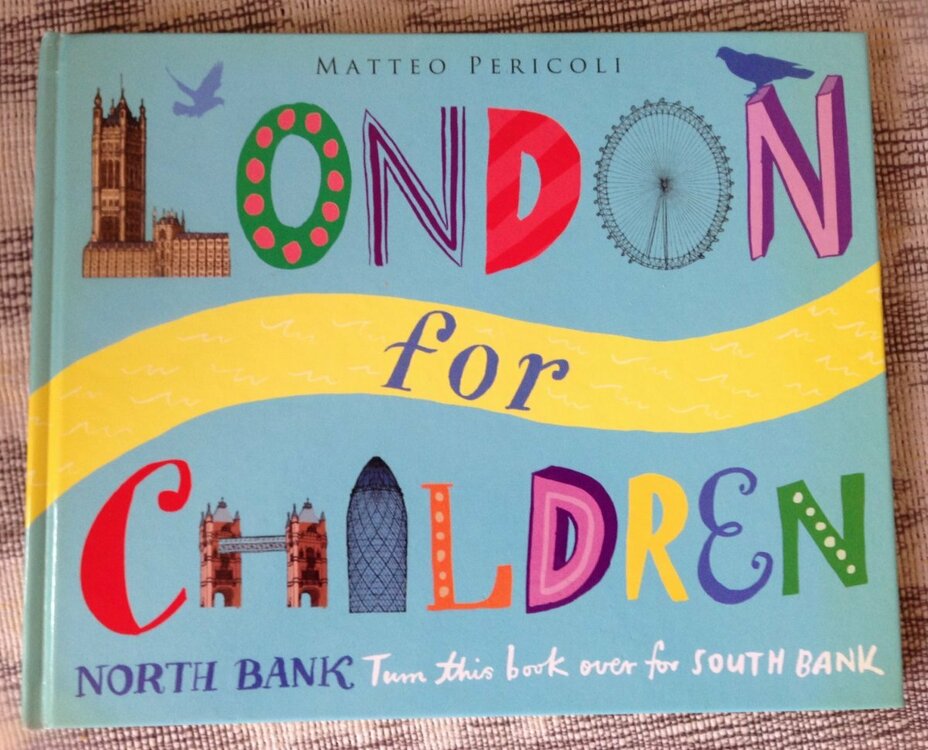 MATTEO PERICOLI
LONDON
for
CHILDREN
NORTH BANK Turn this book over for SOUTH BANK